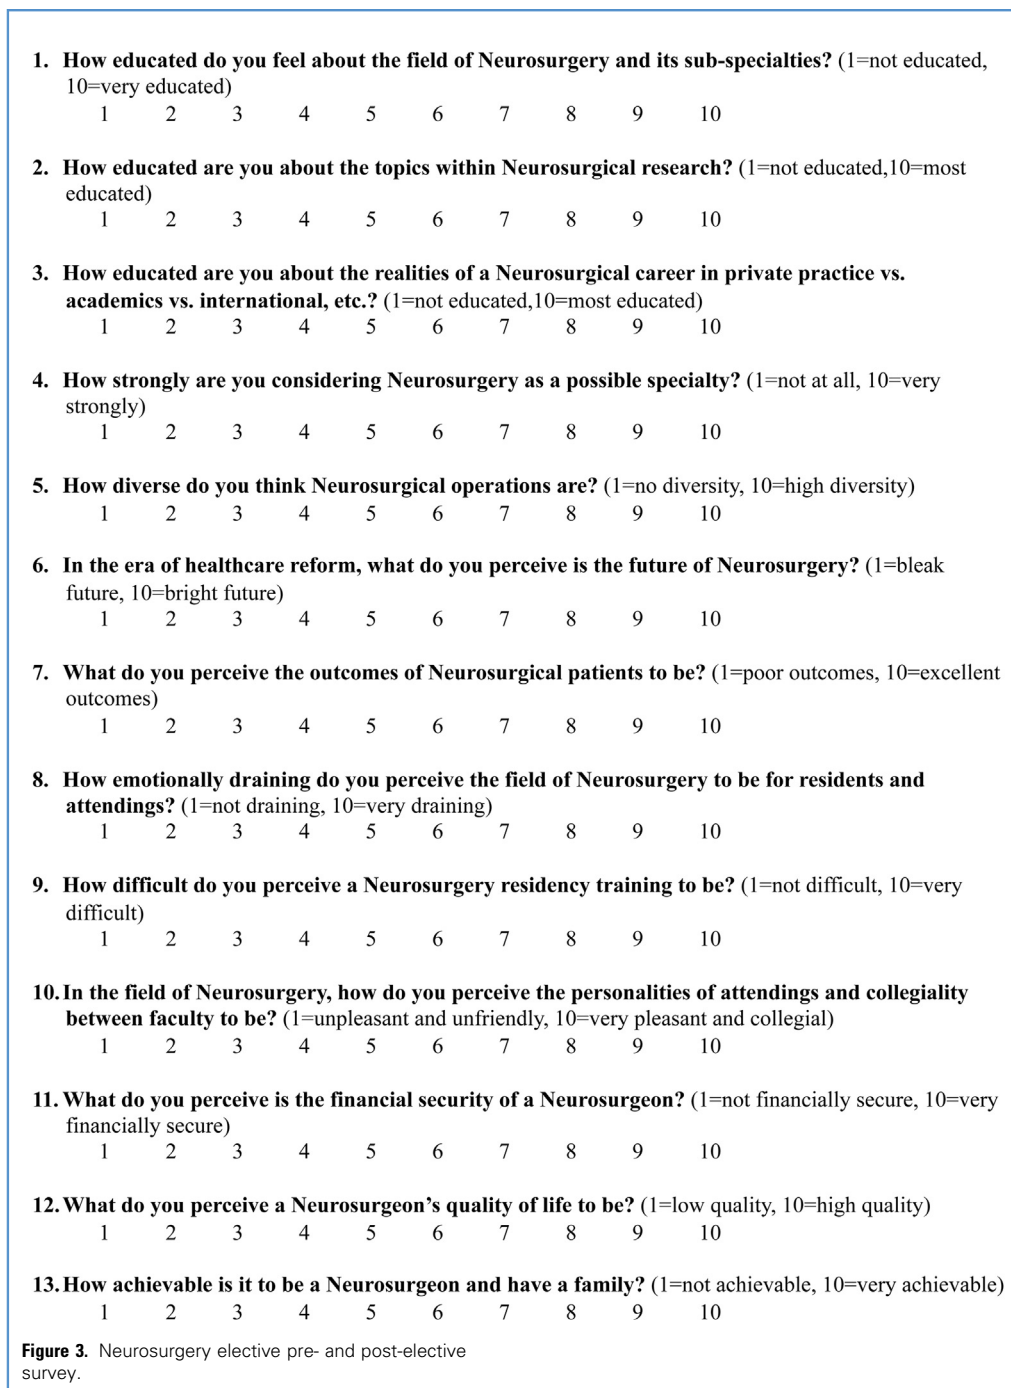 1. How educated do you feel about the field of Neurosurgery and its sub-specialties? (1=not educated,
10=very educated)
1 2 3 4 5 6 7 8 9 10
2. How educated are you about the topics within Neurosurgical research? (1=not educated,10=most
educated)
1 2 3 4 5 6 7 8 9 10
3. How educated are you about the realities of a Neurosurgical career in private practice vs.
academics vs. international, etc.? (1=not educated,10=most educated)
1 2 3 4 5 6 7 8 9 10
4. How strongly are you considering Neurosurgery as a possible specialty? (1=not at all, 10=very
strongly)
1 2 3 4 5 6 7 8 9 10
5. How diverse do you think Neurosurgical operations are? (1=no diversity, 10=high diversity)
1 2 3 4 5 6 7 8 9 10
6. In the era of healthcare reform, what do you perceive is the future of Neurosurgery? (1=bleak
future, 10=bright future)
1 2 3 4 5 6 7 8 9 10
7. What do you perceive the outcomes of Neurosurgical patients to be? (1=poor outcomes, 10=excellent
outcomes)
1 2 3 4 5 6 7 8 9 10
8. How emotionally draining do you perceive the field of Neurosurgery to be for residents and
attendings? (1=not draining, 10=very draining)
1 2 3 4 5 6 7 8 9 10
9. How difficult do you perceive a Neurosurgery residency training to be? (1=not difficult, 10=very
difficult)
1 2 3 4 5 6 7 8 9 10
10. In the field of Neurosurgery, how do you perceive the personalities of attendings and collegiality
between faculty to be? (1=unpleasant and unfriendly, 10=very pleasant and collegial)
1 2 3 4 5 6 7 8 9 10
11. What do you perceive is the financial security of a Neurosurgeon? (1=not financially secure, 10=very
financially secure)
1 2 3 4 5 6 7 8 9 10
12. What do you perceive a Neurosurgeon’s quality of life to be? (1=low quality, 10=high quality)
1 2 3 4 5 6 7 8 9 10
13. How achievable is it to be a Neurosurgeon and have a family? (1=not achievable, 10=very achievable)
1 2 3 4 5 6 7 8 9 10
Figure 3. Neurosurgery elective pre- and post-elective
survey.